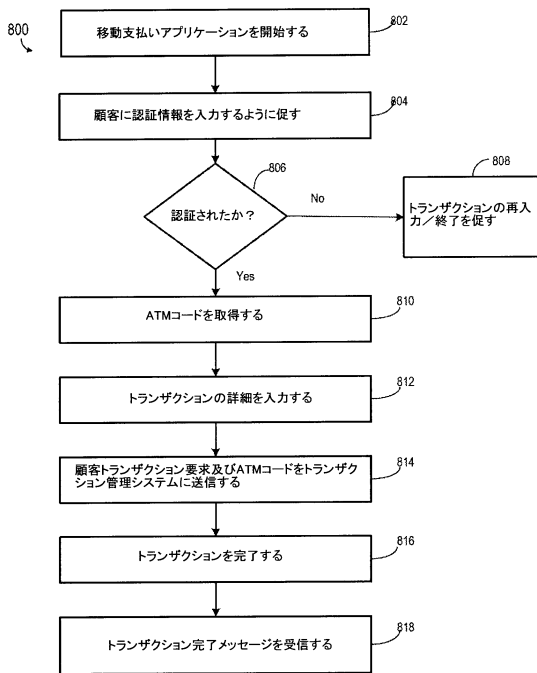 800
移動支払いアプリケーションを開始する
802
顧客に認証情報を入力するように促す
804
806
認証されたか？
No
808
トランザクションの再入
力／終了を促す
Yes
ATMコードを取得する
810
トランザクションの詳細を入力する
812
顧客トランザクション要求及びATMコードをトランザク
ション管理システムに送信する
814
トランザクションを完了する
816
トランザクション完了メッセージを受信する
818